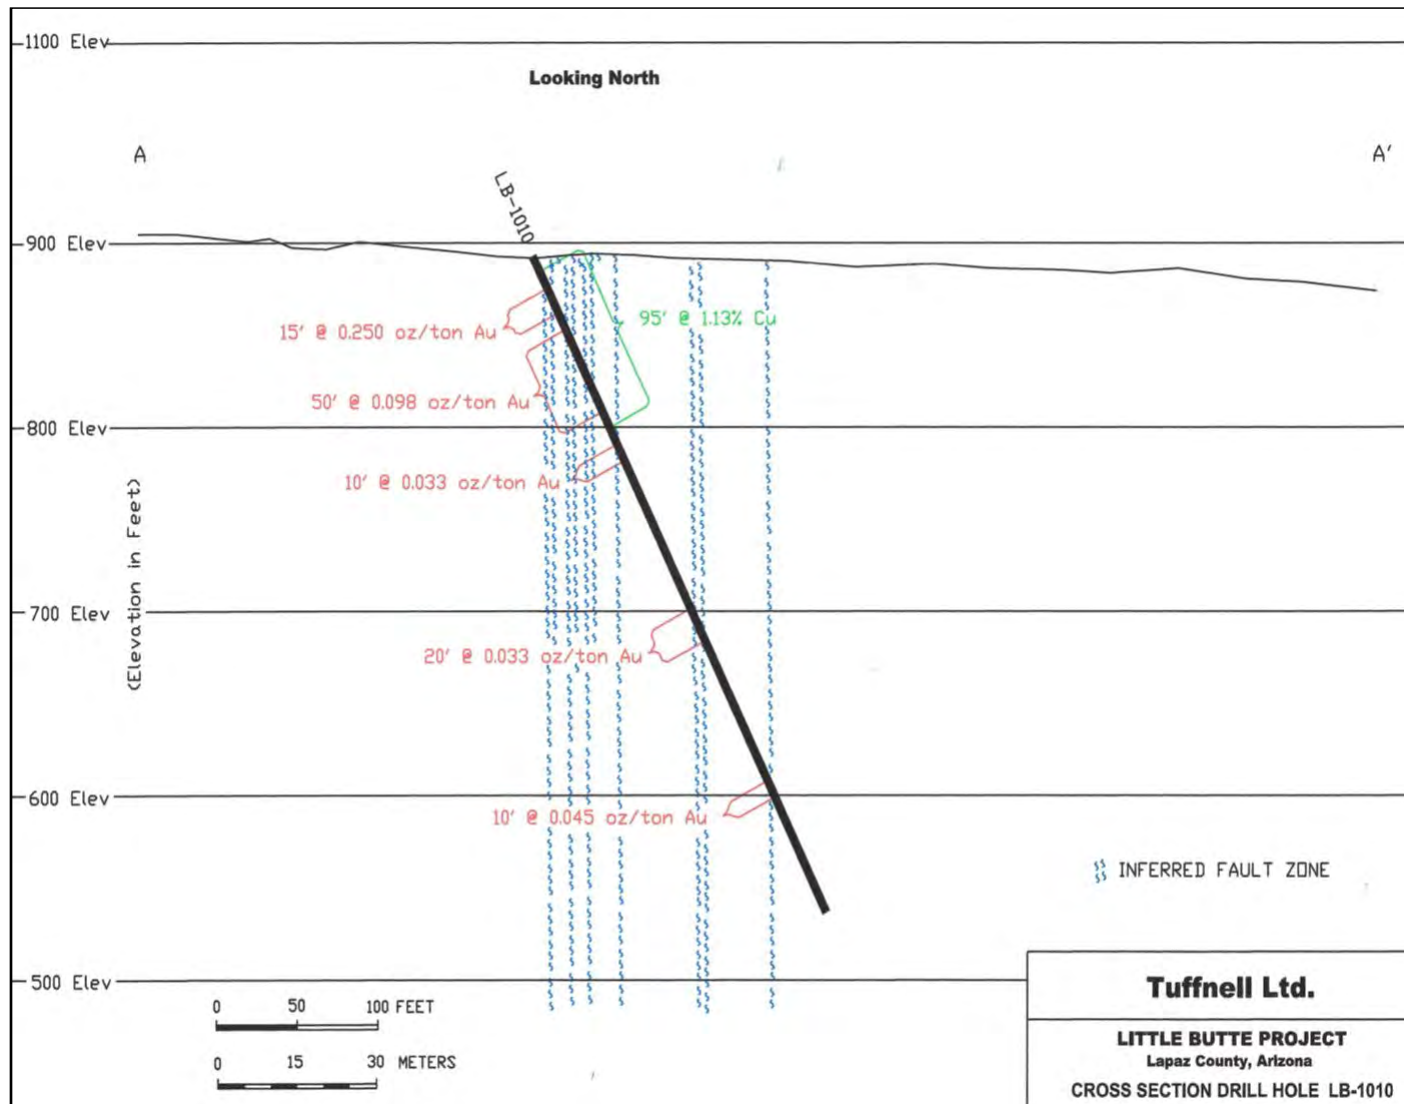 1100 Elev
Looking North
A
A'
LB-1010
900 Elev
95' @ 1.13% Cu
15' @ 0.250 oz/ton Au
50' @ 0.098 oz/ton Au
800 Elev
10' @ 0.033 oz/ton Au
(Elevation in Feet)
700 Elev
20' @ 0.033 oz/ton Au
600 Elev
10' @ 0.045 oz/ton Au
INFERRED FAULT ZONE
500 Elev
0 50 100 FEET
0 15 30 METERS
Tuffnell Ltd.
LITTLE BUTTE PROJECT
Lapaz County, Arizona
CROSS SECTION DRILL HOLE LB-1010